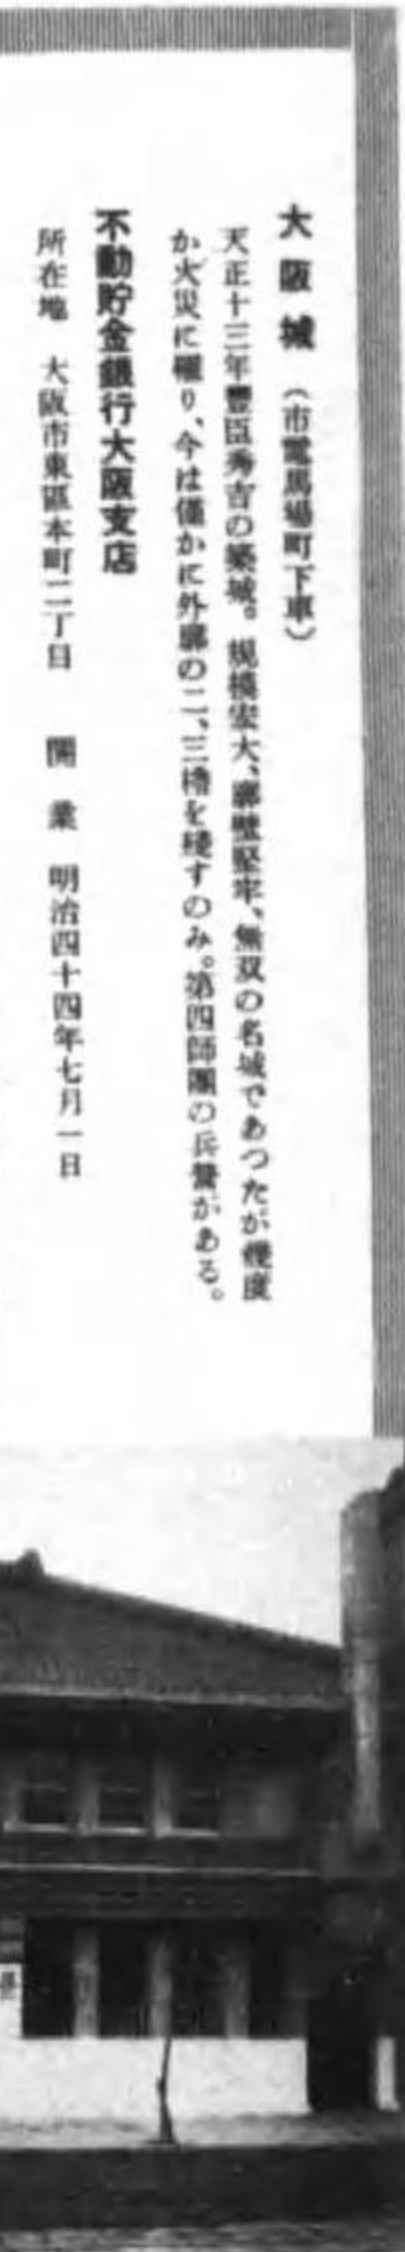 大阪城 (市電馬場町下車)
天正十三年豐臣秀吉の築城。規模宏大、廓壁堅牢、無双の名城であつたが幾度
か火災に罹り、今は僅かに外廓の二、三櫓を殘すのみ。第四師團の兵營がある。
不動貯金銀行大阪支店
所在地 大阪市東區本町二丁目 開業 明治四十四年七月一日